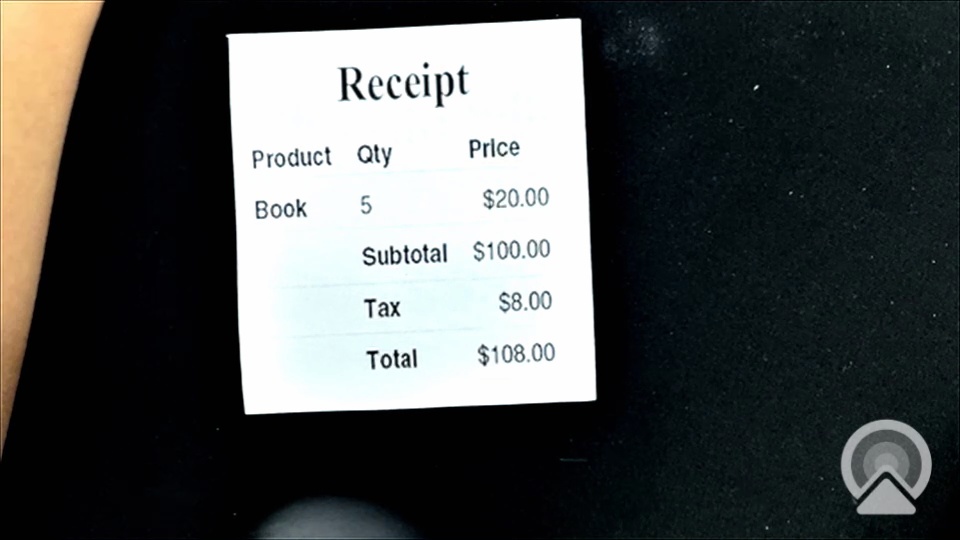 Receipt
Product Qty Price
Book 5 $20.00
Subtotal $100.00
Tax $8.00
Total $108.00